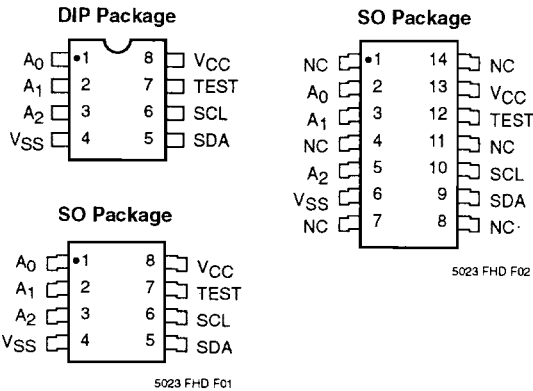 DIP Package
A0 1 8 VCC
A1 2 7 TEST
A2 3 6 SCL
VSS 4 5 SDA
SO Package
A0 1 8 VCC
A1 2 7 TEST
A2 3 6 SCL
VSS 4 5 SDA
5023 FHD F01
SO Package
NC 1 14 NC
A0 2 13 VCC
A1 3 12 TEST
NC 4 11 NC
A2 5 10 SCL
VSS 6 9 SDA
NC 7 8 NC
5023 FHD F02